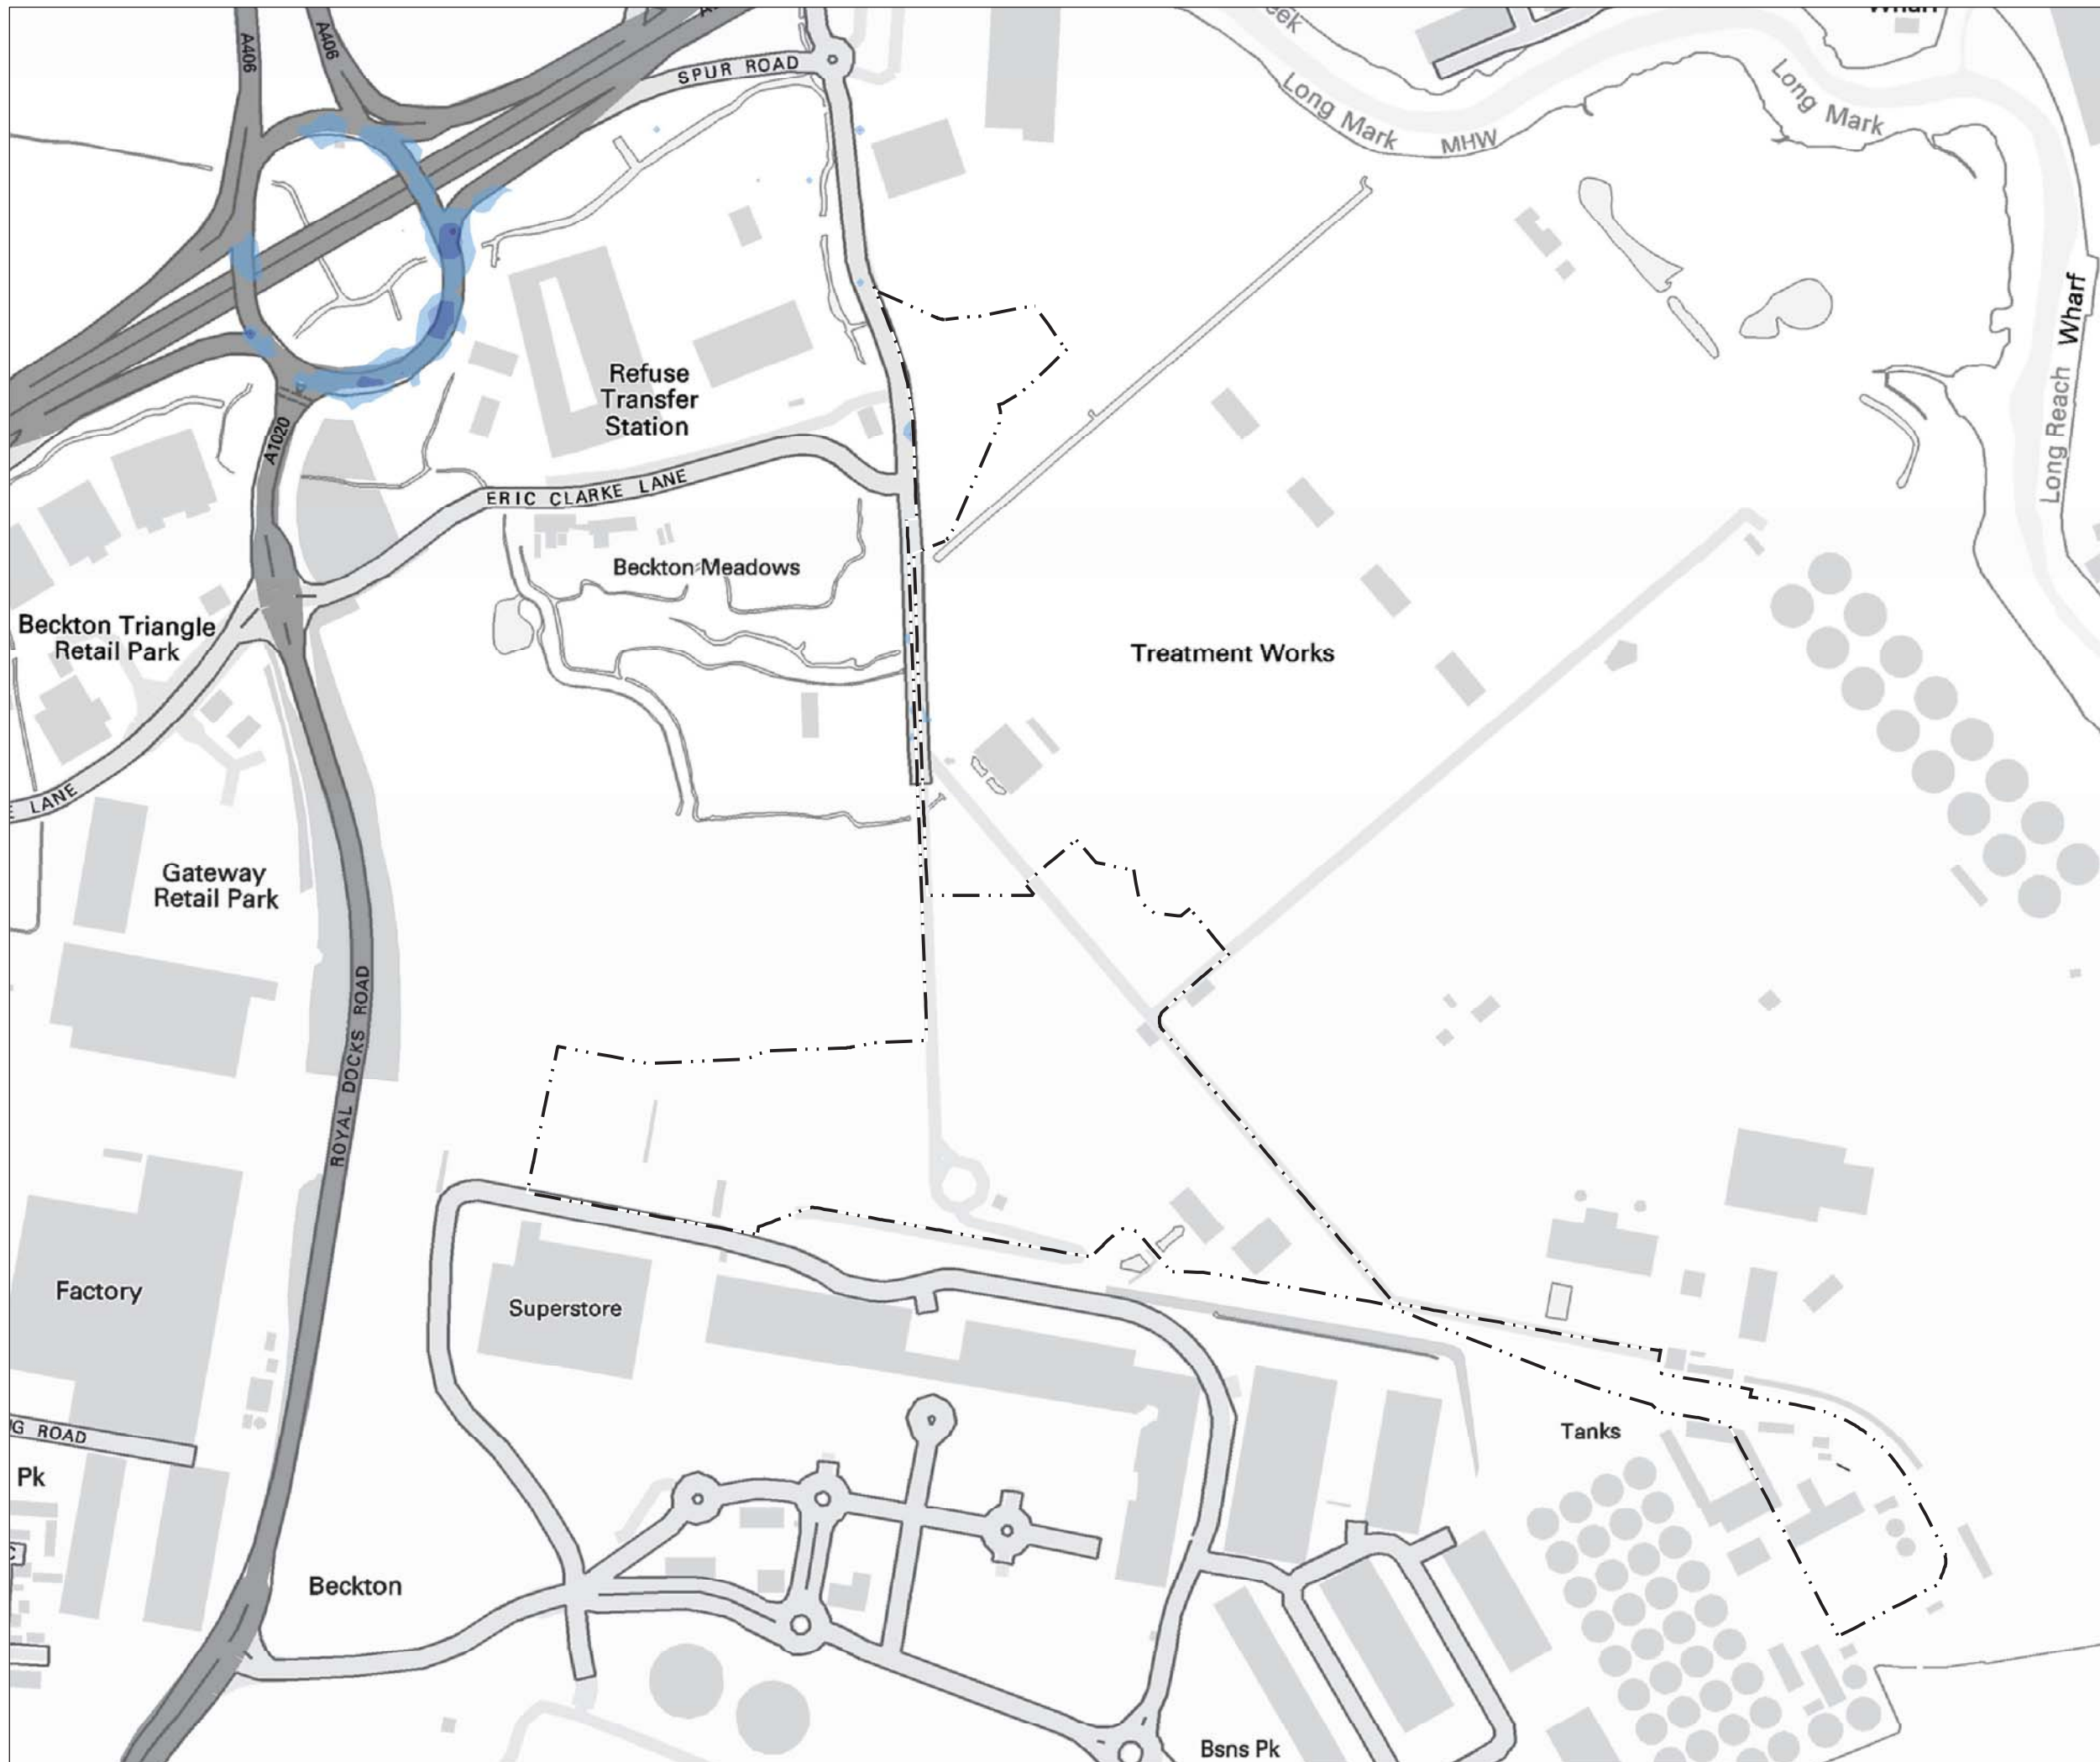 A406
A406
SPUR ROAD
Long Mark
MHW
Long Mark
Long Reach
Wharf
Refuse
Transfer
Station
A1020
ERIC CLARKE LANE
Beckton Meadows
Beckton Triangle
Retail Park
Treatment Works
LANE
Gateway
Retail Park
ROYAL DOCKS ROAD
Factory
Superstore
ROAD
Tanks
Pk
Beckton
Bsns Pk